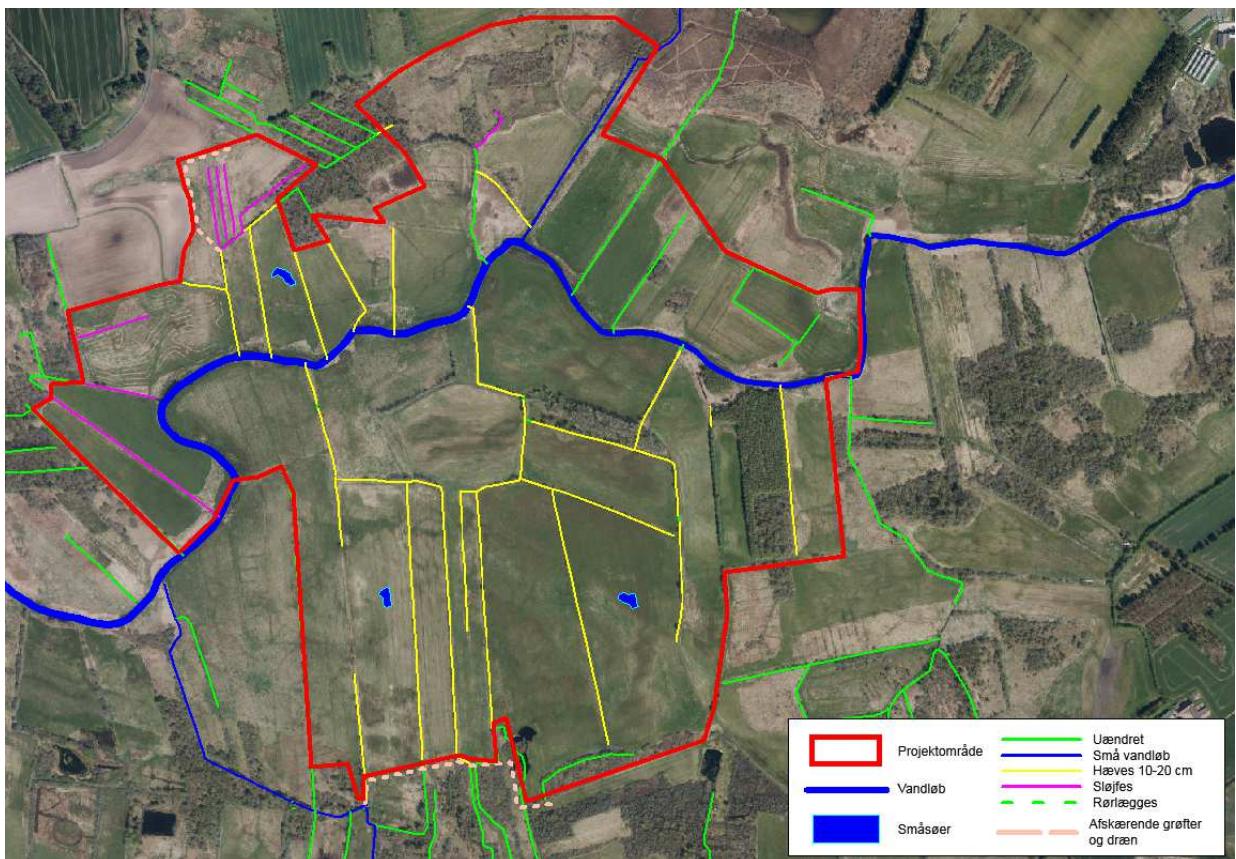 Projektområde
Vandløb
Småsøer
Uændret
Små vandløb
Hæves 10-20 cm
Sløjfes
Rørlægges
Afskærende grøfter
og dræn